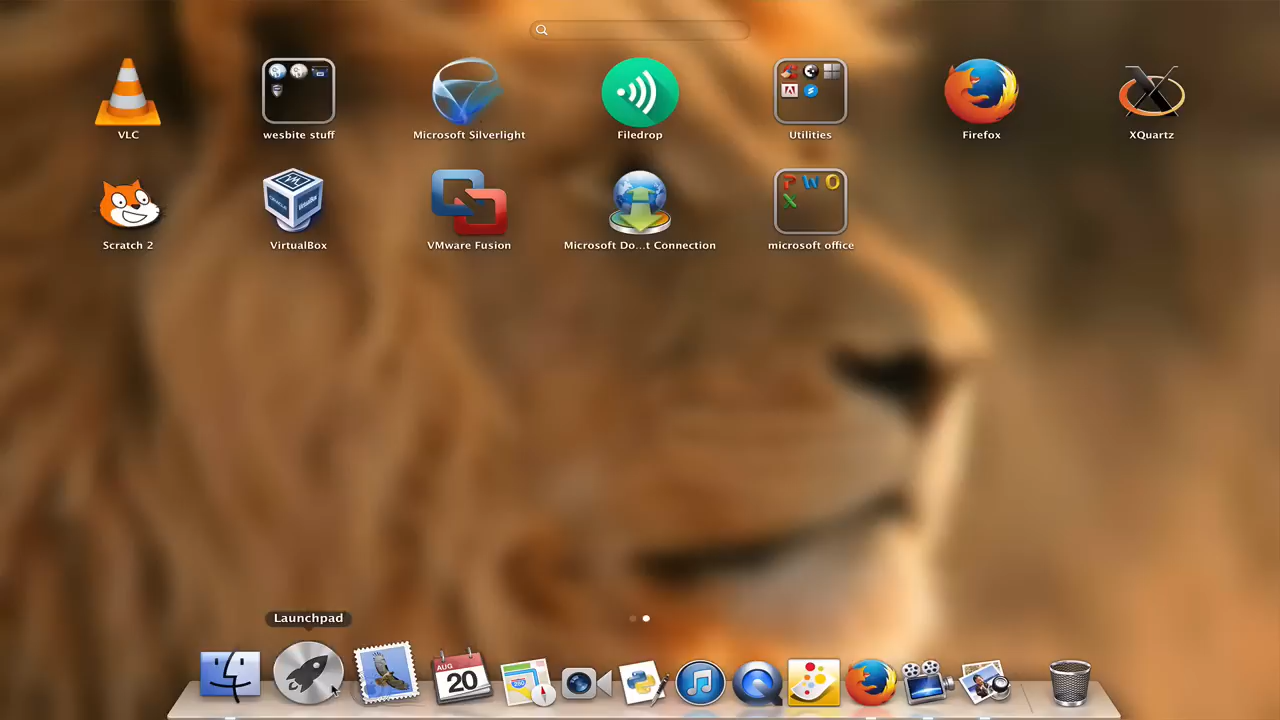 VLC
wesbite stuff
Microsoft Silverlight
Filedrop
Utilities
Firefox
XQuartz
Scratch 2
VirtualBox
VMware Fusion
Microsoft Do...t Connection
microsoft office
Launchpad
AUG
20